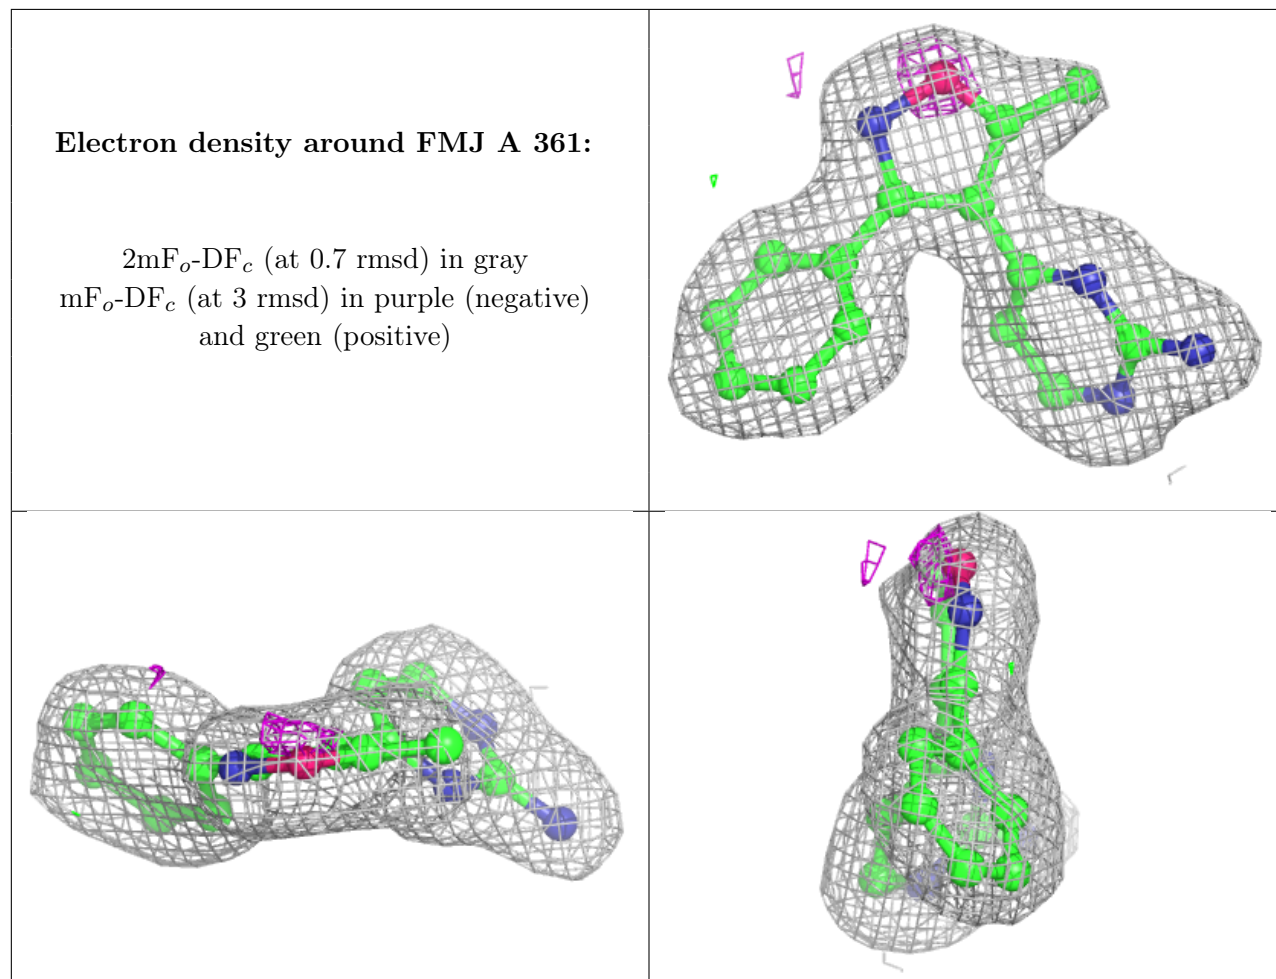 Electron density around FMJ A 361:
2mFo-DFc (at 0.7 rmsd) in gray
mFo-DFc (at 3 rmsd) in purple (negative)
and green (positive)